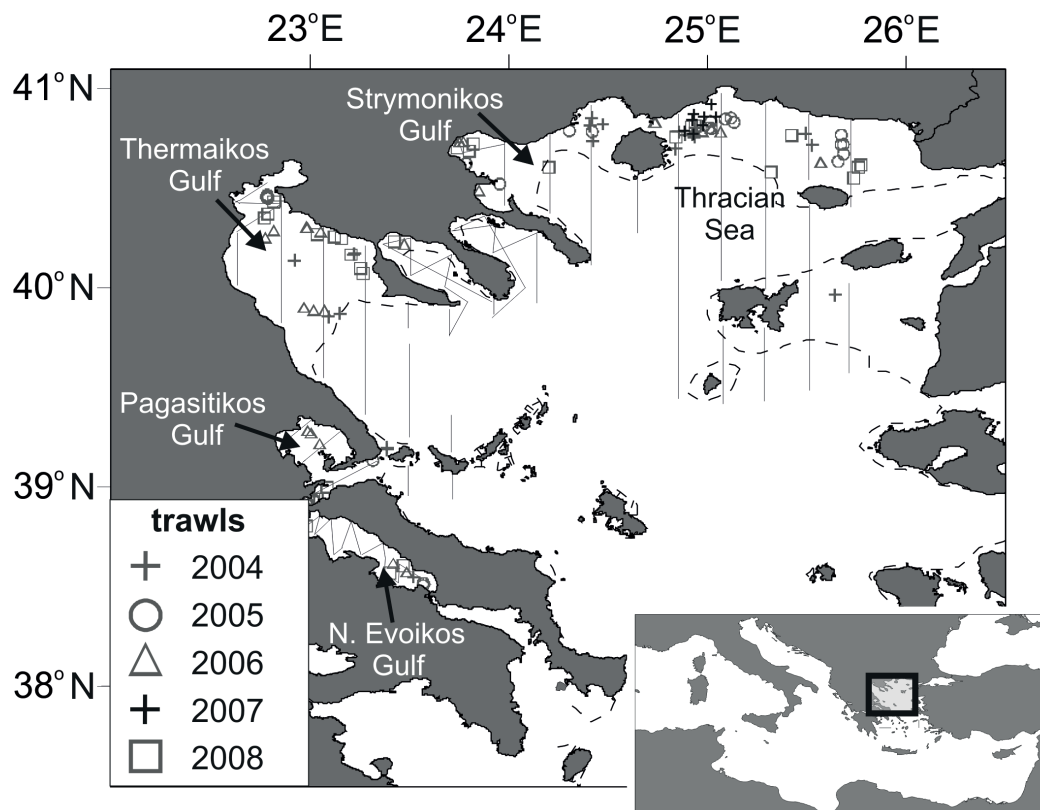 23°E 24°E 25°E 26°E
41°N
Strymonikos
Gulf
Thermaikos
Gulf
Thracian
Sea
40°N
Pagasitikos
Gulf
39°N
trawls
2004
2005
2006
2007
2008
N. Evoikos
Gulf
38°N